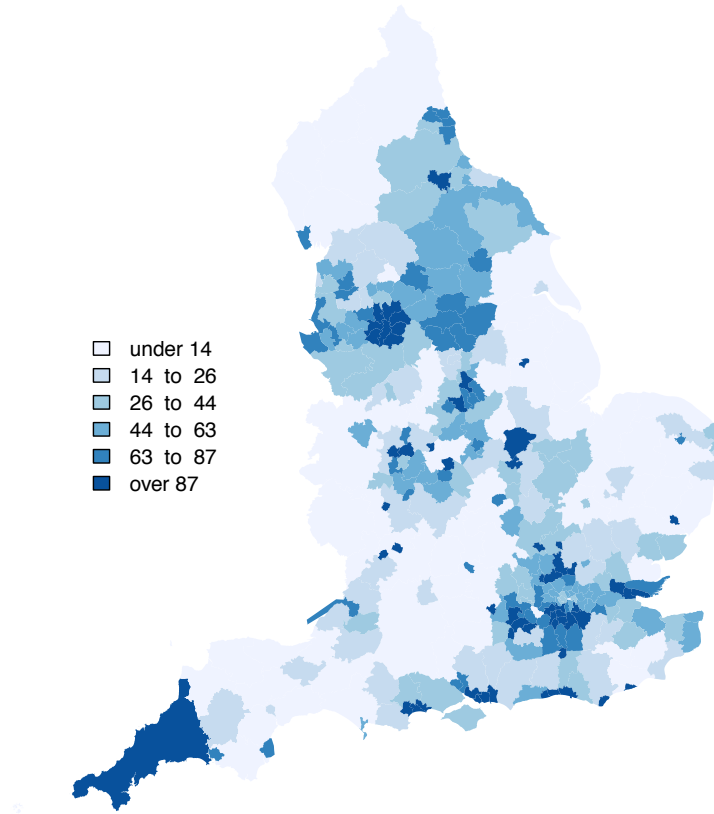 under 14
14 to 26
26 to 44
44 to 63
63 to 87
over 87